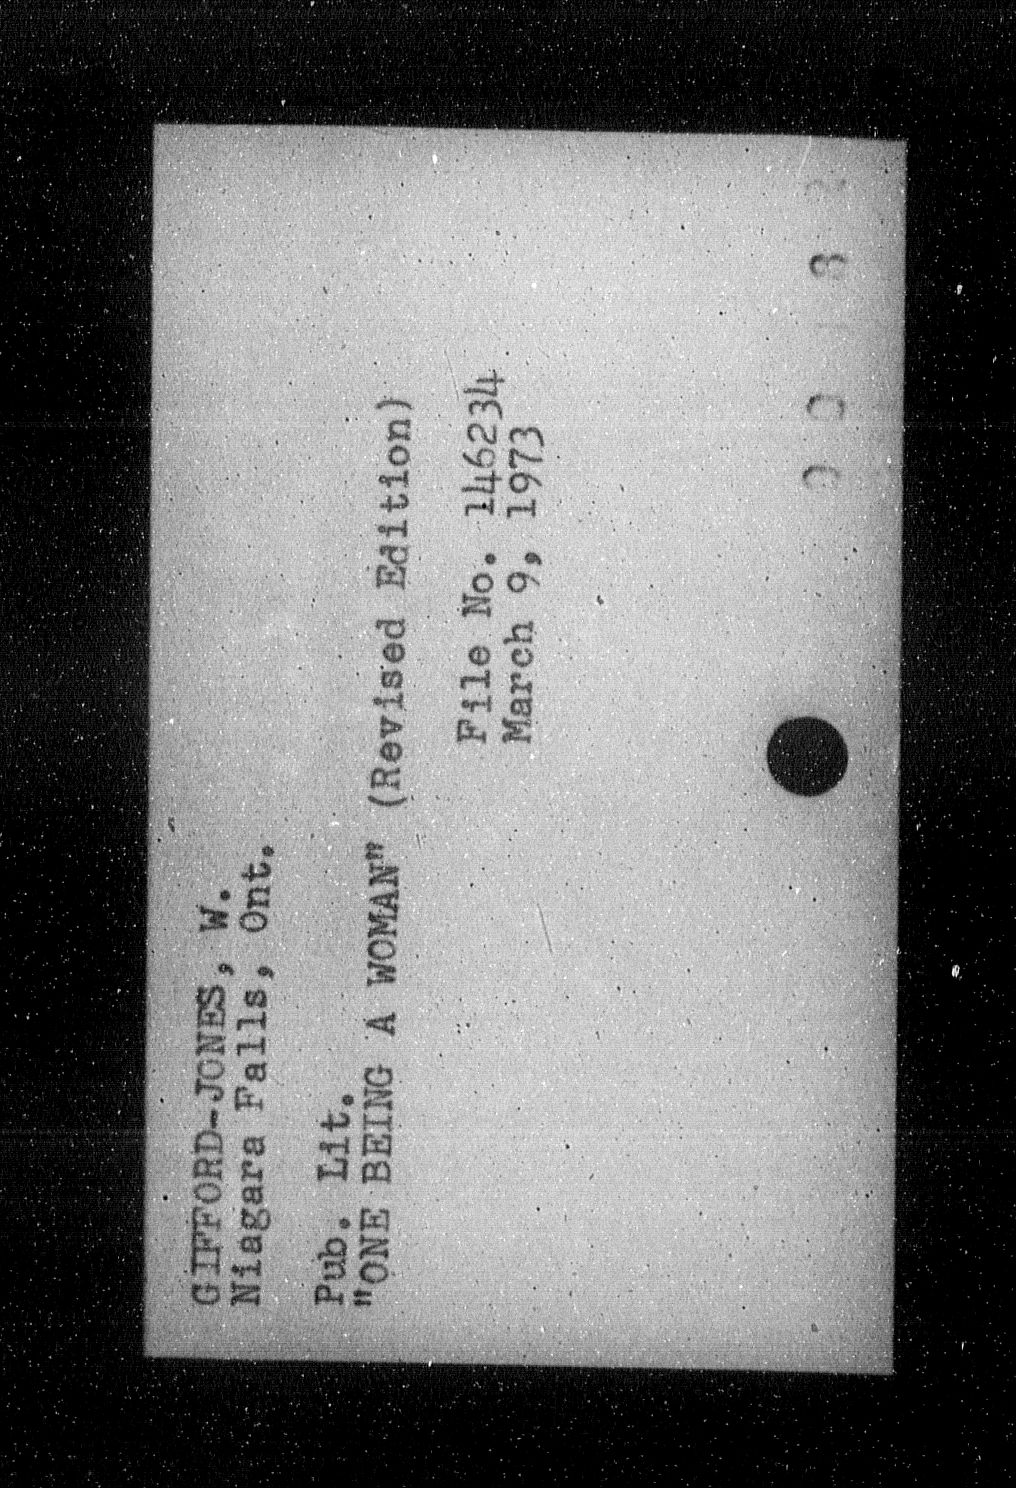 GIFFORD-JONES, W.
Niagara Falls, Ont.
Pub. Lit.
"ONE BEING A WOMAN" (Revised Edition)
File No. 146234
March 9, 1973